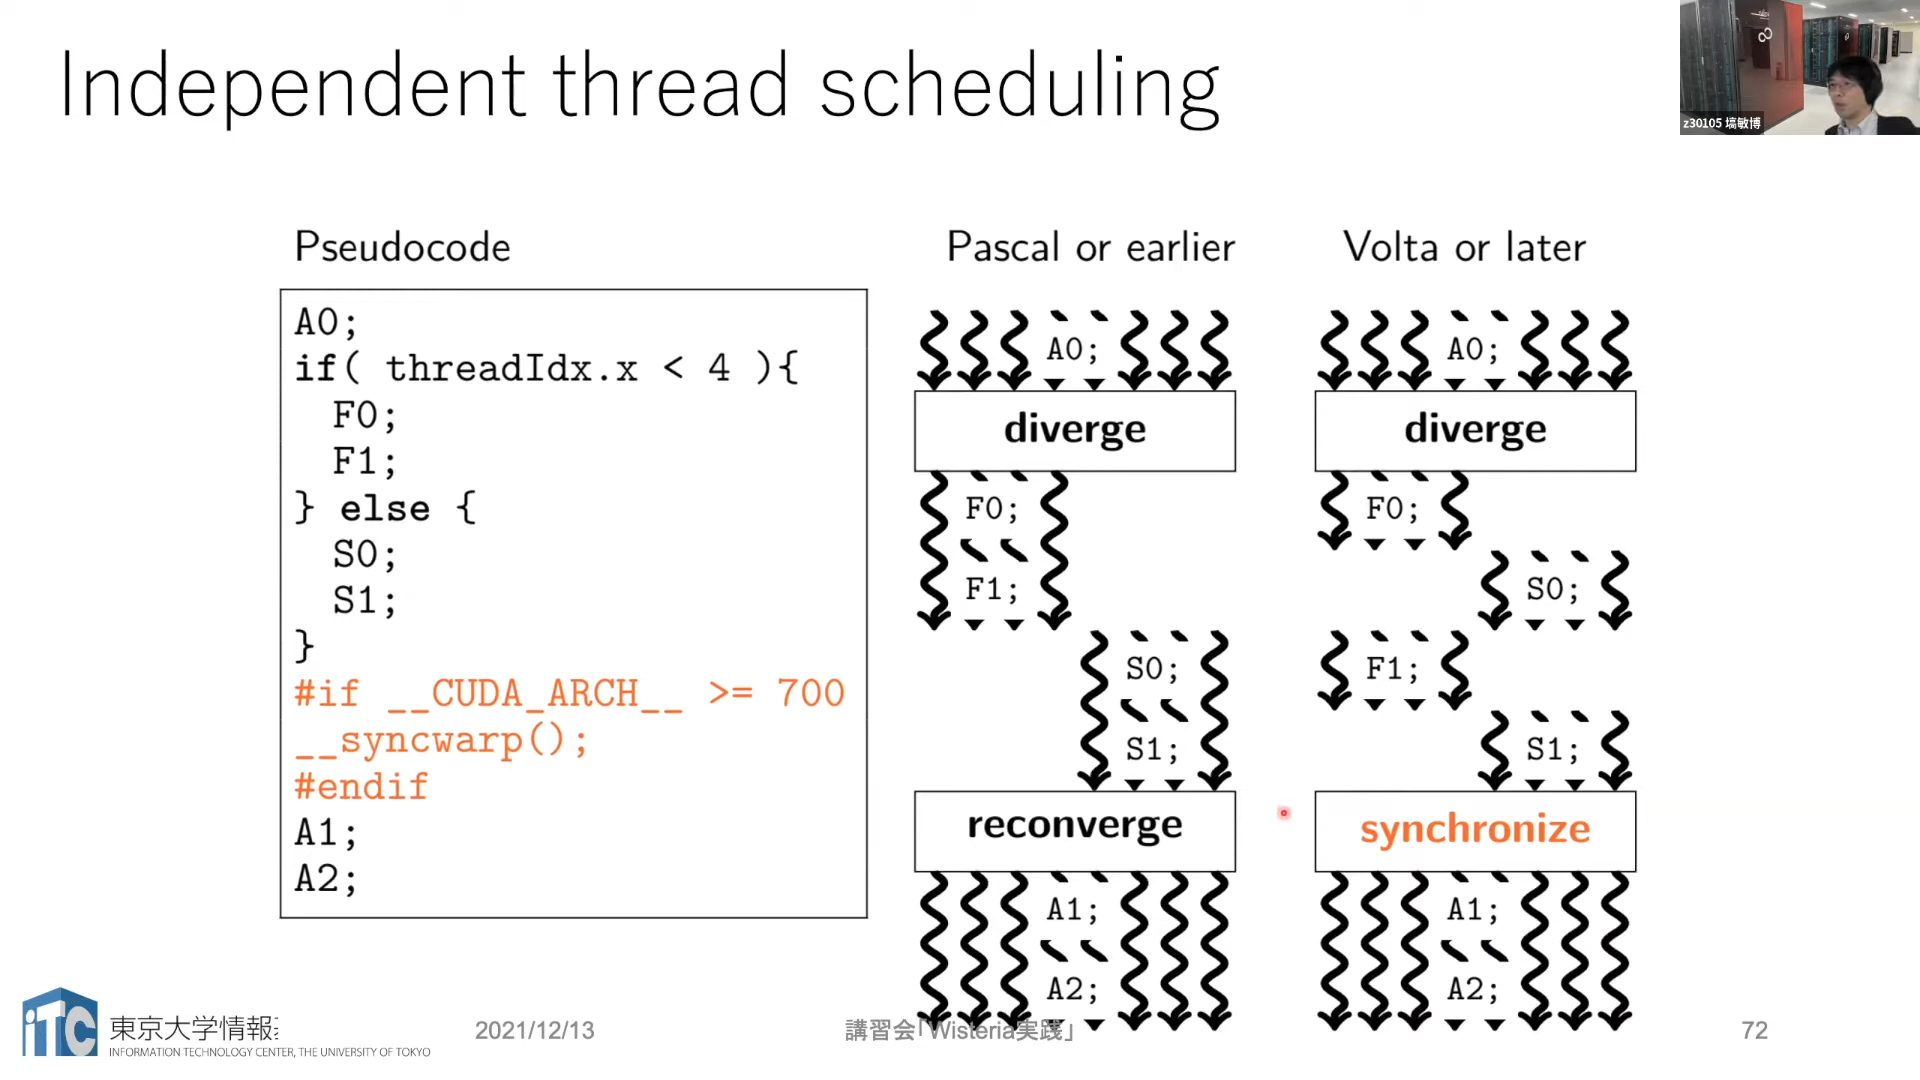 Independent thread scheduling
z30105 塙敏博
Pseudocode
A0;
if( threadIdx.x < 4 ){
F0;
F1;
} else {
S0;
S1;
}
#if __CUDA_ARCH__ >= 700
__syncwarp();
#endif
A1;
A2;
Pascal or earlier
A0;
diverge
F0;
F1;
S0;
S1;
reconverge
A1;
A2;
Volta or later
A0;
diverge
F0;
S0;
F1;
S1;
synchronize
A1;
A2;
iTC
東京大学情報
INFORMATION TECHNOLOGY CENTER, THE UNIVERSITY OF TOKYO
2021/12/13
講習会「Wisteria実践」
72